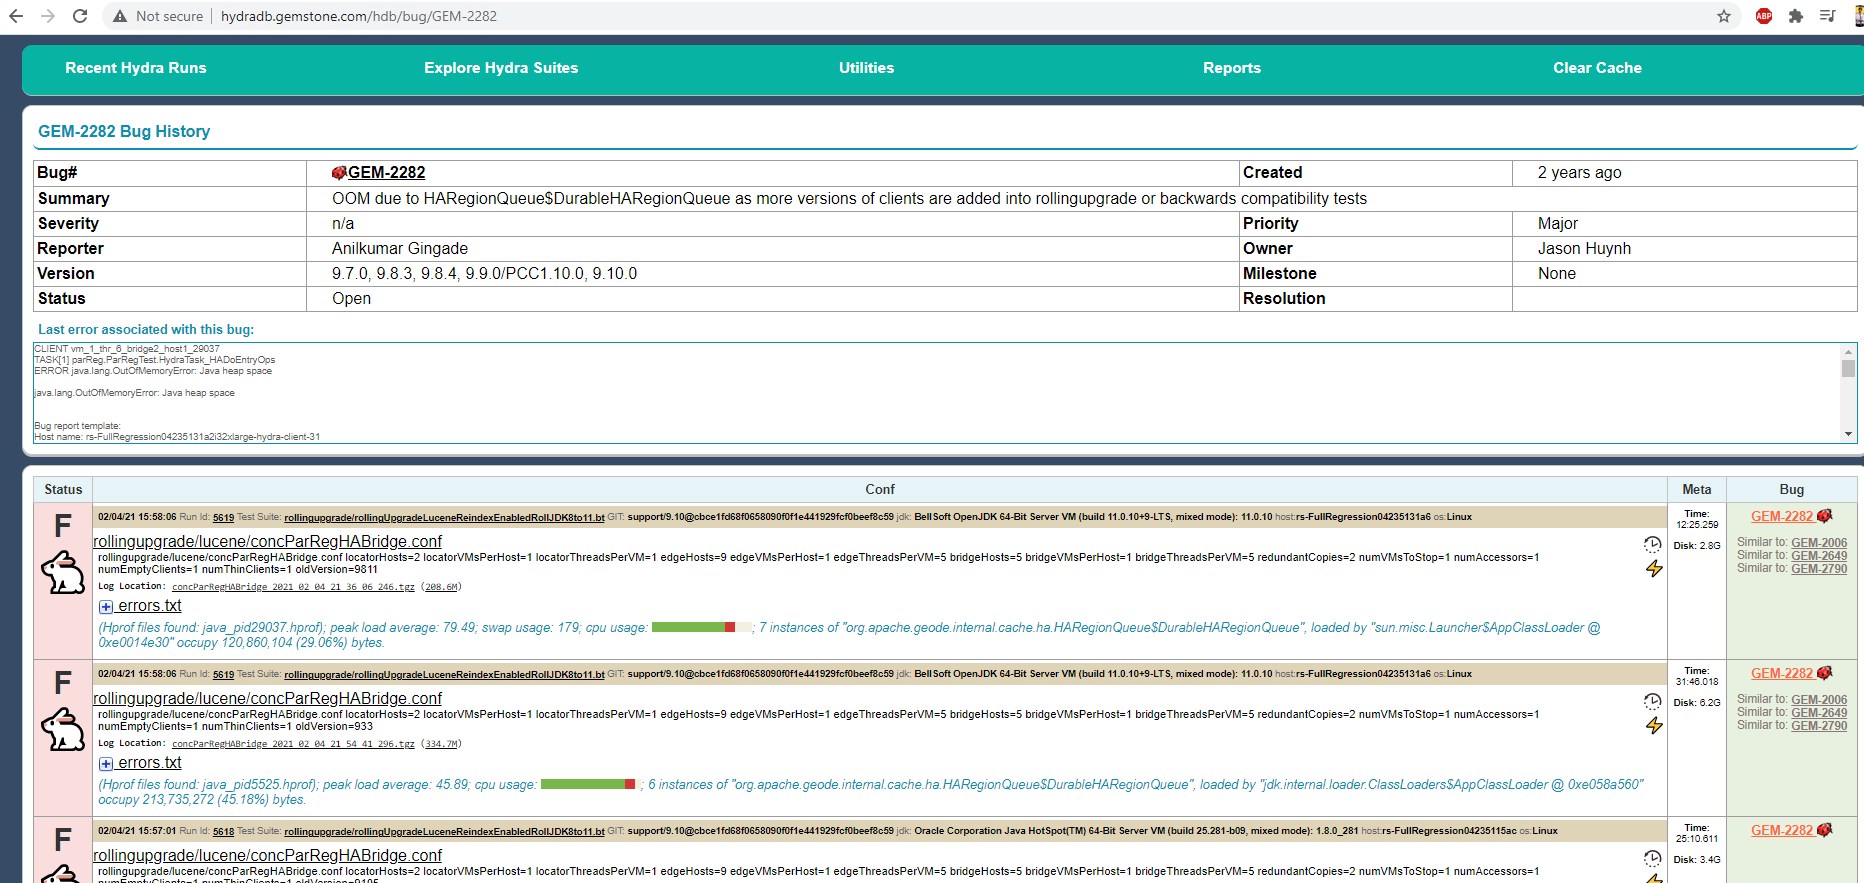 Not secure | hydradb.gemstone.com/hdb/bug/GEM-2282
ABP
Recent Hydra Runs Explore Hydra Suites Utilities Reports Clear Cache
GEM-2282 Bug History
Bug# GEM-2282 Created 2 years ago
Summary OOM due to HARegionQueue$DurableHARegionQueue as more versions of clients are added into rollingupgrade or backwards compatibility tests
Severity n/a Priority Major
Reporter Anilkumar Gingade Owner Jason Huynh
Version 9.7.0, 9.8.3, 9.8.4, 9.9.0/PCC1.10.0, 9.10.0 Milestone None
Status Open Resolution
Last error associated with this bug:
CLIENT vm_1_thr_6_bridge2_host1_29037
TASK[1] parReg.ParRegTest.HydraTask_HADoEntryOps
ERROR java.lang.OutOfMemoryError: Java heap space
java.lang.OutOfMemoryError: Java heap space
Bug report template:
Host name: rs-FullRegression04235131a2i32xlarge-hydra-client-31
Status Conf Meta Bug
F 02/04/21 15:58:06 Run Id: 5619 Test Suite: rollingupgrade/rollingUpgradeLuceneReindexEnabledRollJDK8to11.bt GIT: support/9.10@cbce1fd68f0658090f0f1e441929fcf0beef8c59 jdk: BellSoft OpenJDK 64-Bit Server VM (build 11.0.10+9-LTS, mixed mode): 11.0.10 host:rs-FullRegression04235131a6 os:Linux
rollingupgrade/lucene/concParRegHABridge.conf
rollingupgrade/lucene/concParRegHABridge.conf locatorHosts=2 locatorVMsPerHost=1 locatorThreadsPerVM=1 edgeHosts=9 edgeVMsPerHost=1 edgeThreadsPerVM=5 bridgeHosts=5 bridgeVMsPerHost=1 bridgeThreadsPerVM=5 redundantCopies=2 numVMsToStop=1 numAccessors=1
numEmptyClients=1 numThinClients=1 oldVersion=9811
Log Location: concParRegHABridge_2021_02_04_21_36_06_246.tgz (208.6M)
errors.txt
(Hprof files found: java_pid29037.hprof); peak load average: 79.49; swap usage: 179; cpu usage: ; 7 instances of "org.apache.geode.internal.cache.ha.HARegionQueue$DurableHARegionQueue", loaded by "sun.misc.Launcher$AppClassLoader @
0xe0014e30" occupy 120,860,104 (29.06%) bytes.
Time:
12:25.259
Disk: 2.8G
GEM-2282
Similar to: GEM-2006
Similar to: GEM-2649
Similar to: GEM-2790
F 02/04/21 15:58:06 Run Id: 5619 Test Suite: rollingupgrade/rollingUpgradeLuceneReindexEnabledRollJDK8to11.bt GIT: support/9.10@cbce1fd68f0658090f0f1e441929fcf0beef8c59 jdk: BellSoft OpenJDK 64-Bit Server VM (build 11.0.10+9-LTS, mixed mode): 11.0.10 host:rs-FullRegression04235131a6 os:Linux
rollingupgrade/lucene/concParRegHABridge.conf
rollingupgrade/lucene/concParRegHABridge.conf locatorHosts=2 locatorVMsPerHost=1 locatorThreadsPerVM=1 edgeHosts=9 edgeVMsPerHost=1 edgeThreadsPerVM=5 bridgeHosts=5 bridgeVMsPerHost=1 bridgeThreadsPerVM=5 redundantCopies=2 numVMsToStop=1 numAccessors=1
numEmptyClients=1 numThinClients=1 oldVersion=933
Log Location: concParRegHABridge_2021_02_04_21_54_41_296.tgz (334.7M)
errors.txt
(Hprof files found: java_pid5525.hprof); peak load average: 45.89; cpu usage: ; 6 instances of "org.apache.geode.internal.cache.ha.HARegionQueue$DurableHARegionQueue", loaded by "jdk.internal.loader.ClassLoaders$AppClassLoader @ 0xe058a560"
occupy 213,735,272 (45.18%) bytes.
Time:
31:46.018
Disk: 6.2G
GEM-2282
Similar to: GEM-2006
Similar to: GEM-2649
Similar to: GEM-2790
F 02/04/21 15:57:01 Run Id: 5618 Test Suite: rollingupgrade/rollingUpgradeLuceneReindexEnabledRollJDK8to11.bt GIT: support/9.10@cbce1fd68f0658090f0f1e441929fcf0beef8c59 jdk: Oracle Corporation Java HotSpot(TM) 64-Bit Server VM (build 25.281-b09, mixed mode): 1.8.0_281 host:rs-FullRegression04235115ac os:Linux
rollingupgrade/lucene/concParRegHABridge.conf
rollingupgrade/lucene/concParRegHABridge.conf locatorHosts=2 locatorVMsPerHost=1 locatorThreadsPerVM=1 edgeHosts=9 edgeVMsPerHost=1 edgeThreadsPerVM=5 bridgeHosts=5 bridgeVMsPerHost=1 bridgeThreadsPerVM=5 redundantCopies=2 numVMsToStop=1 numAccessors=1
numEmptyClients=1 numThinClients=1
Time:
25:10.611
Disk: 3.4G
GEM-2282